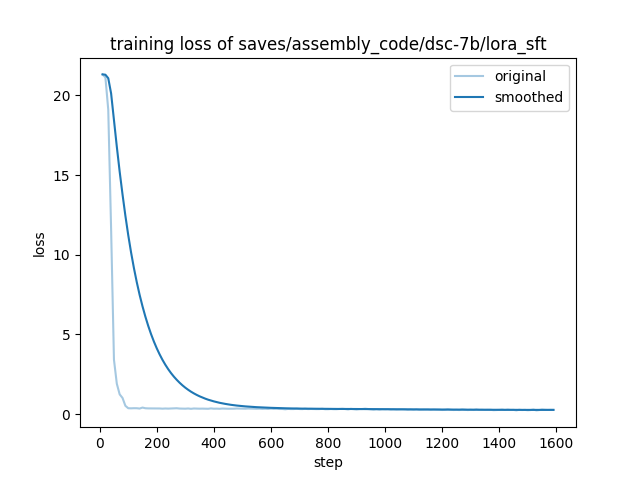 training loss of saves/assembly_code/dsc-7b/lora_sft
original
smoothed
20
15
10
5
0
loss
0 200 400 600 800 1000 1200 1400 1600
step